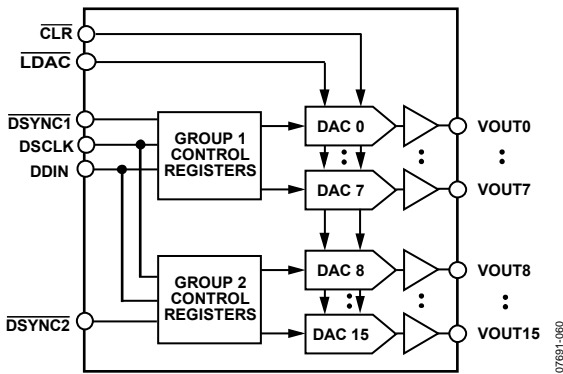 CLR
LDAC
DSYNC1
DSCLK
DDIN
GROUP 1
CONTROL
REGISTERS
DAC 0
VOUT0
DAC 7
VOUT7
GROUP 2
CONTROL
REGISTERS
DSYNC2
DAC 8
VOUT8
DAC 15
VOUT15
07691-060